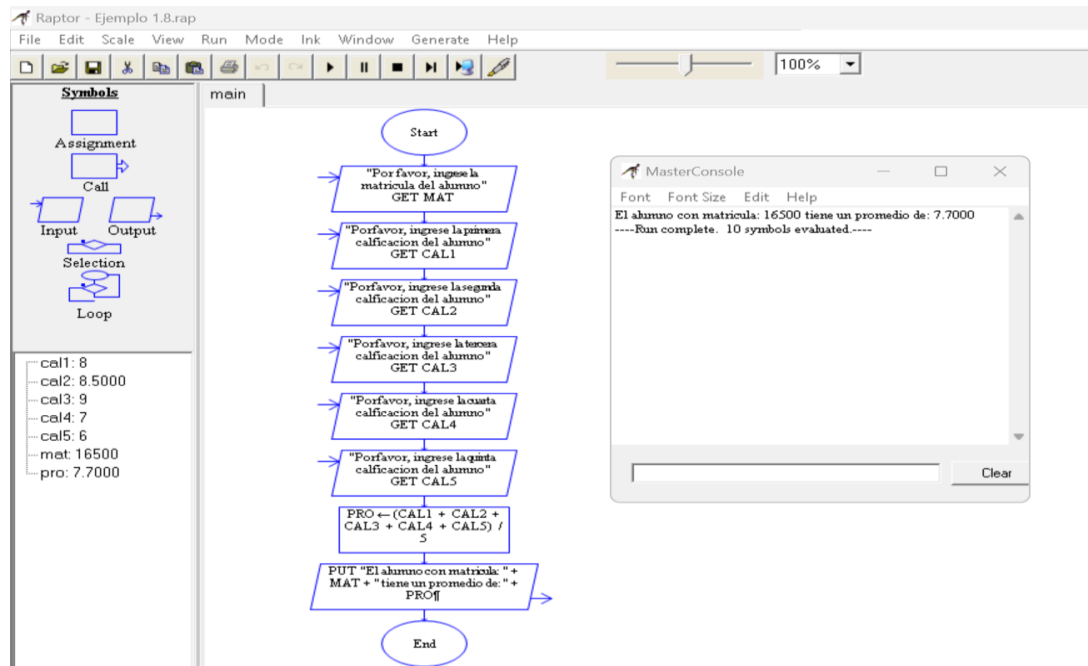 Raptor - Ejemplo 1.8.rap
File Edit Scale View Run Mode Ink Window Generate Help
100%
Symbols
Assignment
Call
Input Output
Selection
Loop
cal1: 8
cal2: 8.5000
cal3: 9
cal4: 7
cal5: 6
mat: 16500
pro: 7.7000
main
Start
"Por favor, ingrese la
matricula del alumno"
GET MAT
"Porfavor, ingrese la primera
calficacion del alumno"
GET CAL1
"Porfavor, ingrese la segunda
calficacion del alumno"
GET CAL2
"Porfavor, ingrese la tercera
calficacion del alumno"
GET CAL3
"Porfavor, ingrese la cuarta
calficacion del alumno"
GET CAL4
"Porfavor, ingrese la quinta
calficacion del alumno"
GET CAL5
PRO ← (CAL1 + CAL2 +
CAL3 + CAL4 + CAL5) /
5
PUT "El alumno con matricula: " +
MAT + "tiene un promedio de: " +
PRO¶
End
MasterConsole
Font Font Size Edit Help
El alumno con matricula: 16500 tiene un promedio de: 7.7000
----Run complete. 10 symbols evaluated.----
Clear